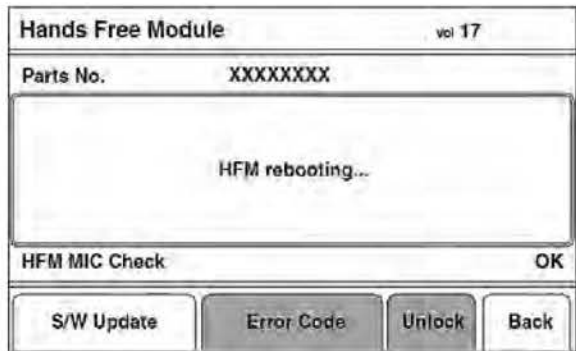 Hands Free Module vol 17
Parts No. XXXXXXXX
HFM rebooting...
HFM MIC Check OK
S/W Update Error Code Unlock Back